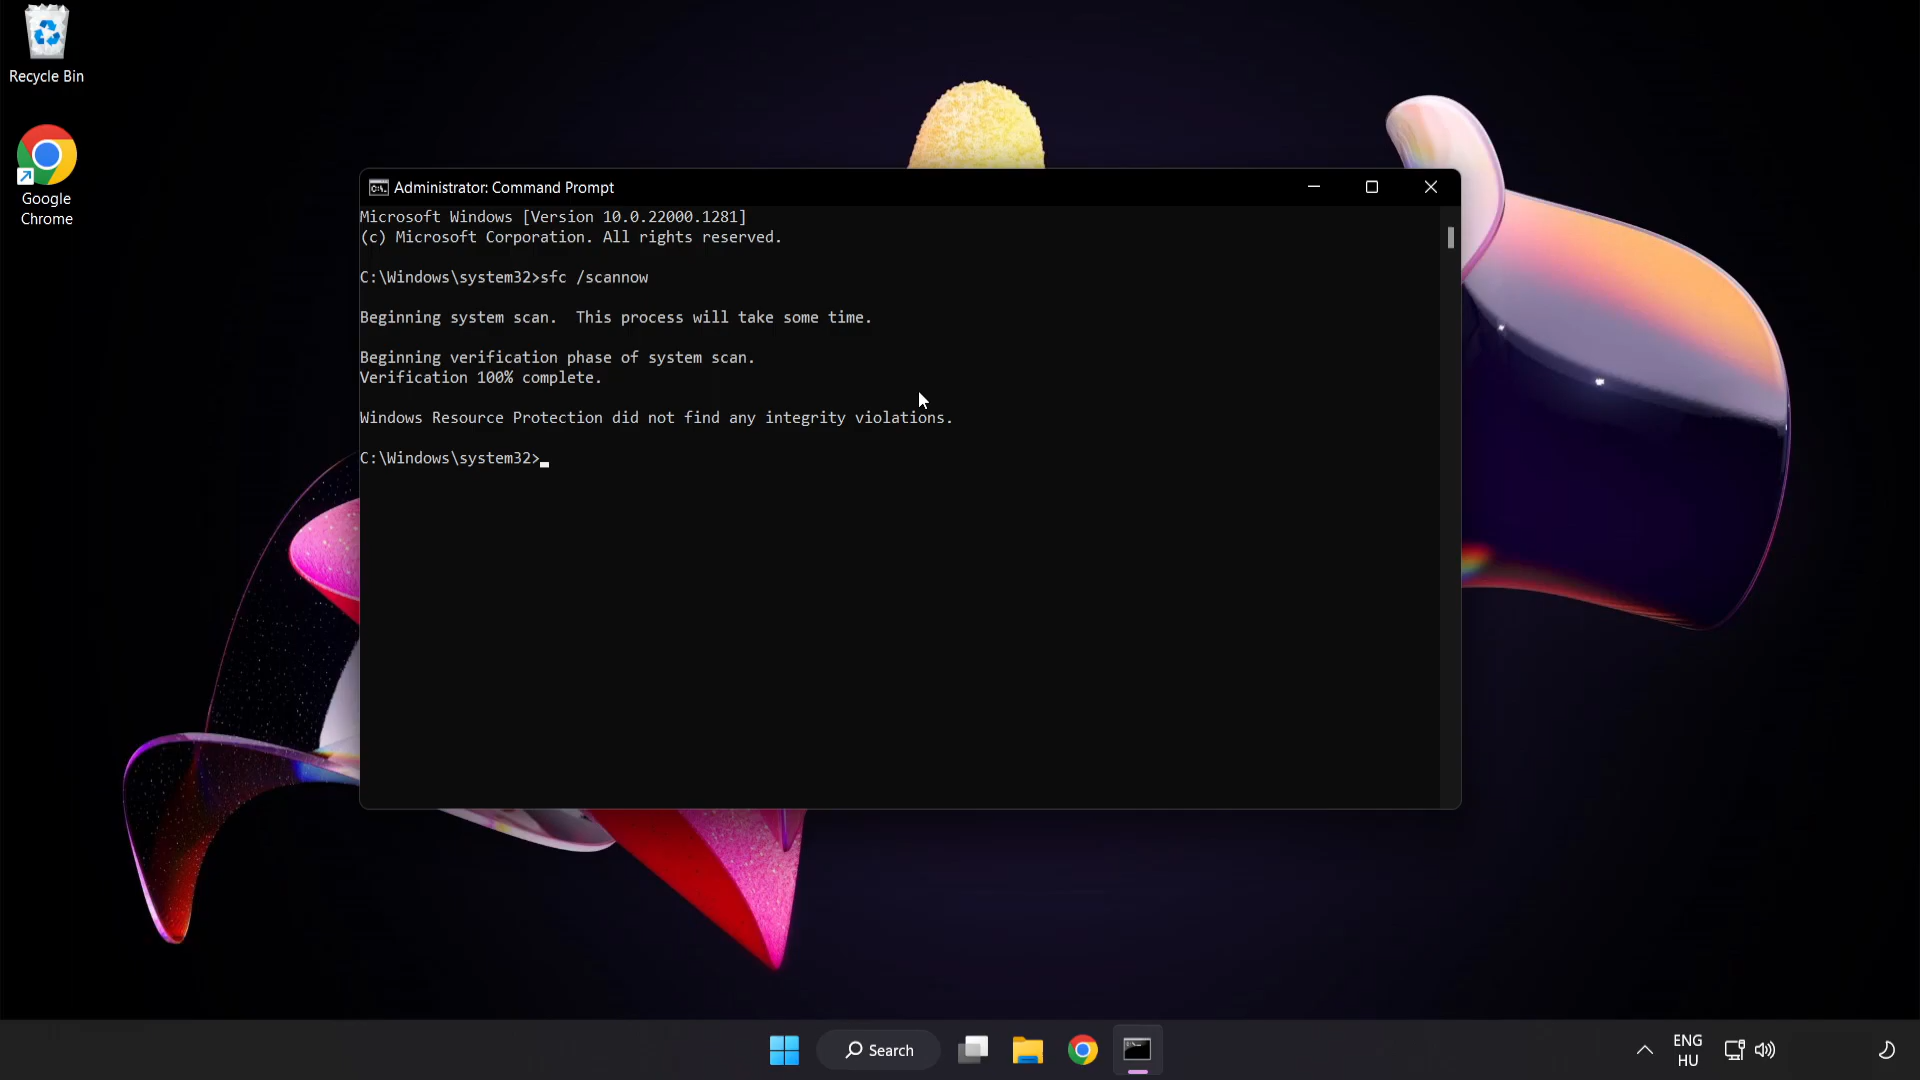 Recycle Bin
Google
Chrome
Administrator: Command Prompt
Microsoft Windows [Version 10.0.22000.1281]
(c) Microsoft Corporation. All rights reserved.
C:\Windows\system32>sfc /scannow
Beginning system scan.  This process will take some time.
Beginning verification phase of system scan.
Verification 100% complete.
Windows Resource Protection did not find any integrity violations.
C:\Windows\system32>
Search
ENG
HU